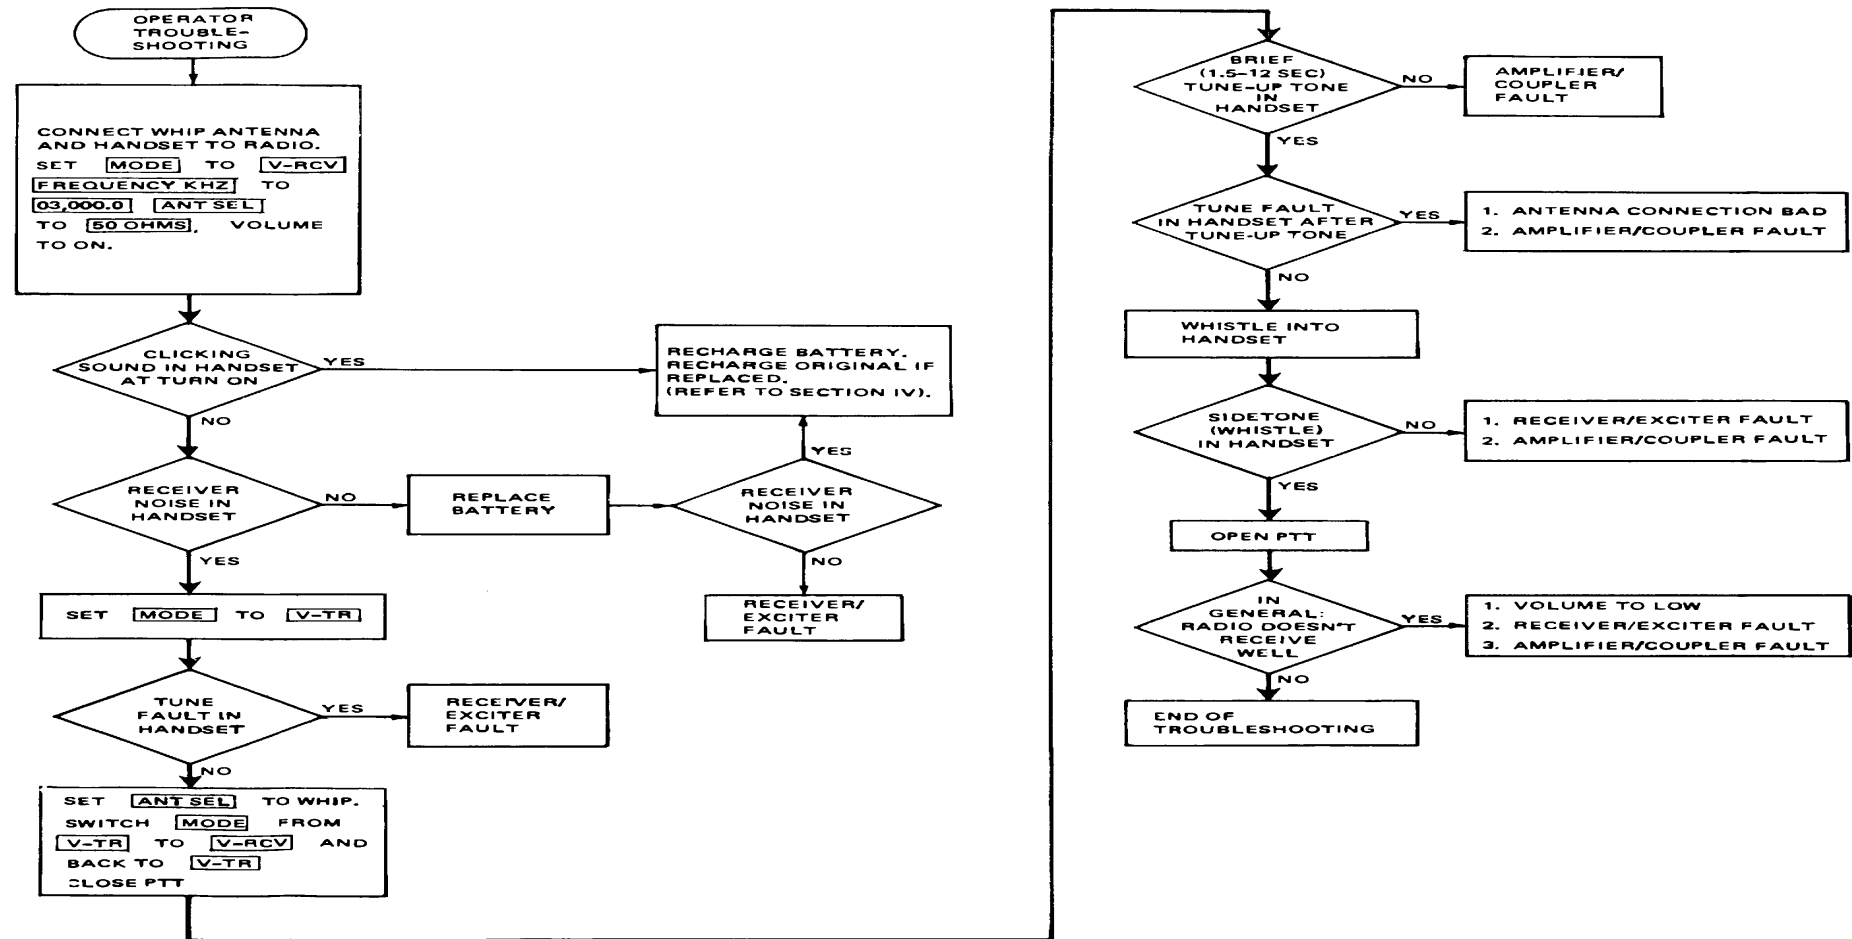 OPERATOR
TROUBLE-
SHOOTING
CONNECT WHIP ANTENNA
AND HANDSET TO RADIO.
SET MODE TO V-RCV
FREQUENCY KHZ TO
03,000.0 ANT SEL
TO 50 OHMS, VOLUME
TO ON.
CLICKING
SOUND IN HANDSET
AT TURN ON
YES
RECHARGE BATTERY.
RECHARGE ORIGINAL IF
REPLACED.
(REFER TO SECTION IV).
NO
RECEIVER
NOISE IN
HANDSET
NO
REPLACE
BATTERY
RECEIVER
NOISE IN
HANDSET
YES
NO
RECEIVER/
EXCITER
FAULT
YES
SET MODE TO V-TR
TUNE
FAULT IN
HANDSET
YES
RECEIVER/
EXCITER
FAULT
NO
SET ANT SEL TO WHIP.
SWITCH MODE FROM
V-TR TO V-RCV AND
BACK TO V-TR
CLOSE PTT
BRIEF
(1.5-12 SEC)
TUNE-UP TONE
IN
HANDSET
NO
AMPLIFIER/
COUPLER
FAULT
YES
TUNE FAULT
IN HANDSET AFTER
TUNE-UP TONE
YES
1. ANTENNA CONNECTION BAD
2. AMPLIFIER/COUPLER FAULT
NO
WHISTLE INTO
HANDSET
SIDETONE
(WHISTLE)
IN HANDSET
NO
1. RECEIVER/EXCITER FAULT
2. AMPLIFIER/COUPLER FAULT
YES
OPEN PTT
IN
GENERAL:
RADIO DOESN'T
RECEIVE
WELL
YES
1. VOLUME TO LOW
2. RECEIVER/EXCITER FAULT
3. AMPLIFIER/COUPLER FAULT
NO
END OF
TROUBLESHOOTING